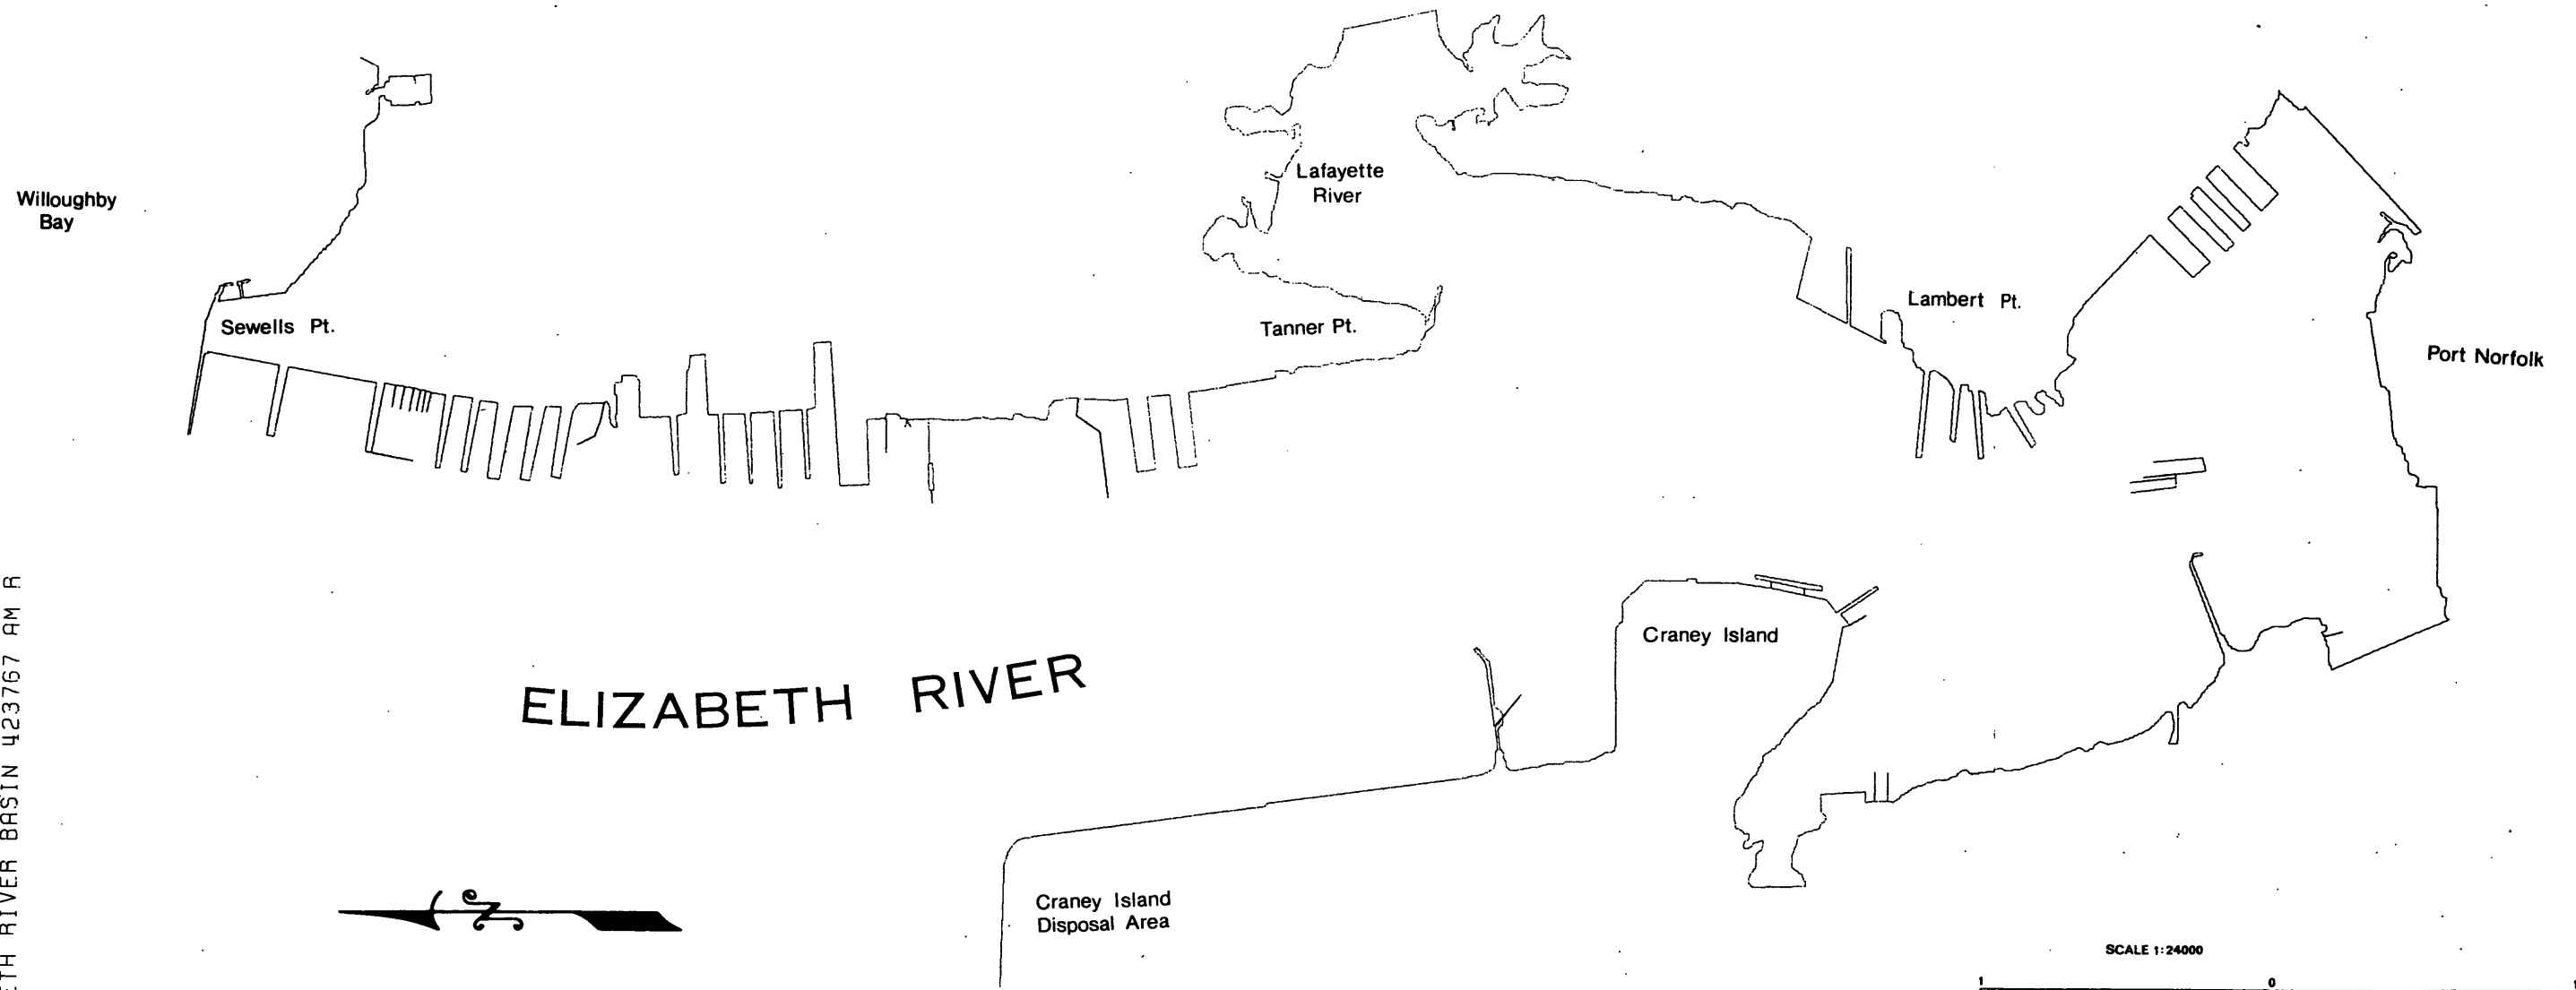 Willoughby
Bay
Sewells Pt.
Lafayette
River
Tanner Pt.
Lambert Pt.
Port Norfolk
Craney Island
ELIZABETH RIVER
Craney Island
Disposal Area
SCALE 1:24000
1 0
RIVER BASIN 423767 AM R